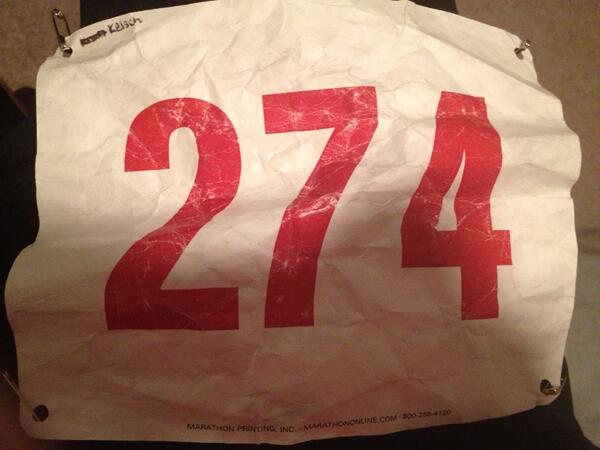 Kelsch
274
MARATHON PRINTING, INC. - MARATHONONLINE.COM - 800-255-4120